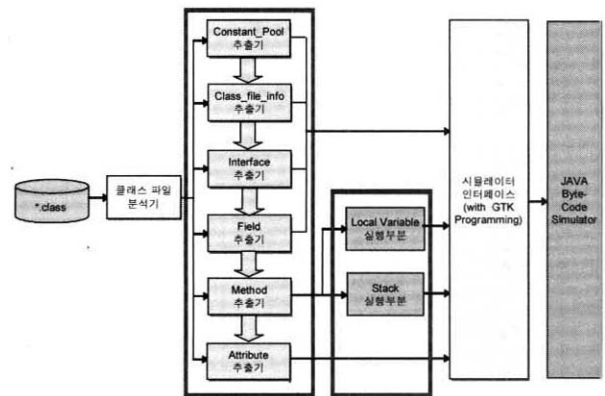 Constant_Pool
추출기
Class_file_info
추출기
Interface
추출기
*.class
클래스 파일
분석기
Field
추출기
Method
추출기
Attribute
추출기
Local Variable
실행부분
Stack
실행부분
시뮬레이터
인터페이스
(with GTK
Programming)
JAVA
Byte-
Code
Simulator